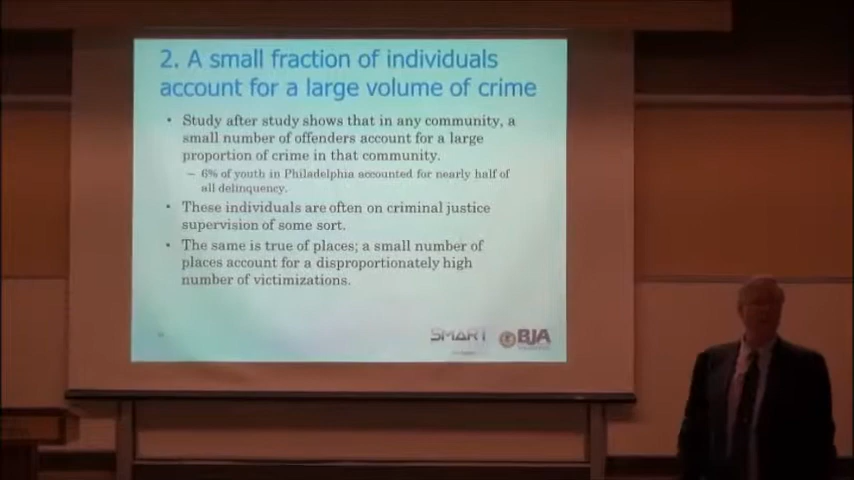 2. A small fraction of individuals
account for a large volume of crime
• Study after study shows that in any community, a
small number of offenders account for a large
proportion of crime in that community.
– 6% of youth in Philadelphia accounted for nearly half of
all delinquency.
• These individuals are often on criminal justice
supervision of some sort.
• The same is true of places; a small number of
places account for a disproportionately high
number of victimizations.
SMART
BJA